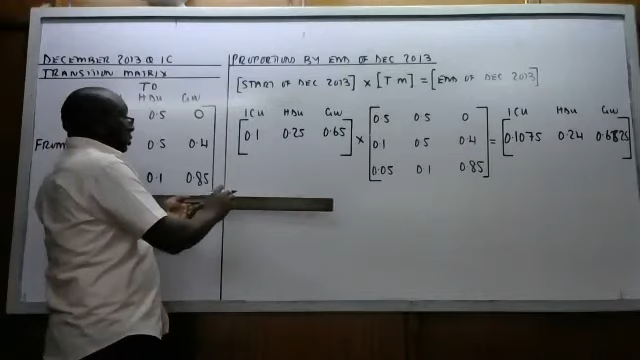 DECEMBER 2013 Q 1C
TRANSITION MATRIX
TO
HDU GW
0.5 0
FROM 0.5 0.4
0.1 0.85
PROPORTIONS BY END OF DEC 2013
[START OF DEC 2013] x [T m] = [END OF DEC 2013]
ICU HDU GW ICU HDU GW
[0.1 0.25 0.65] x [0.5 0.5 0 = [0.1075 0.24
0.1 0.5 0.4
0.05 0.1 0.85]